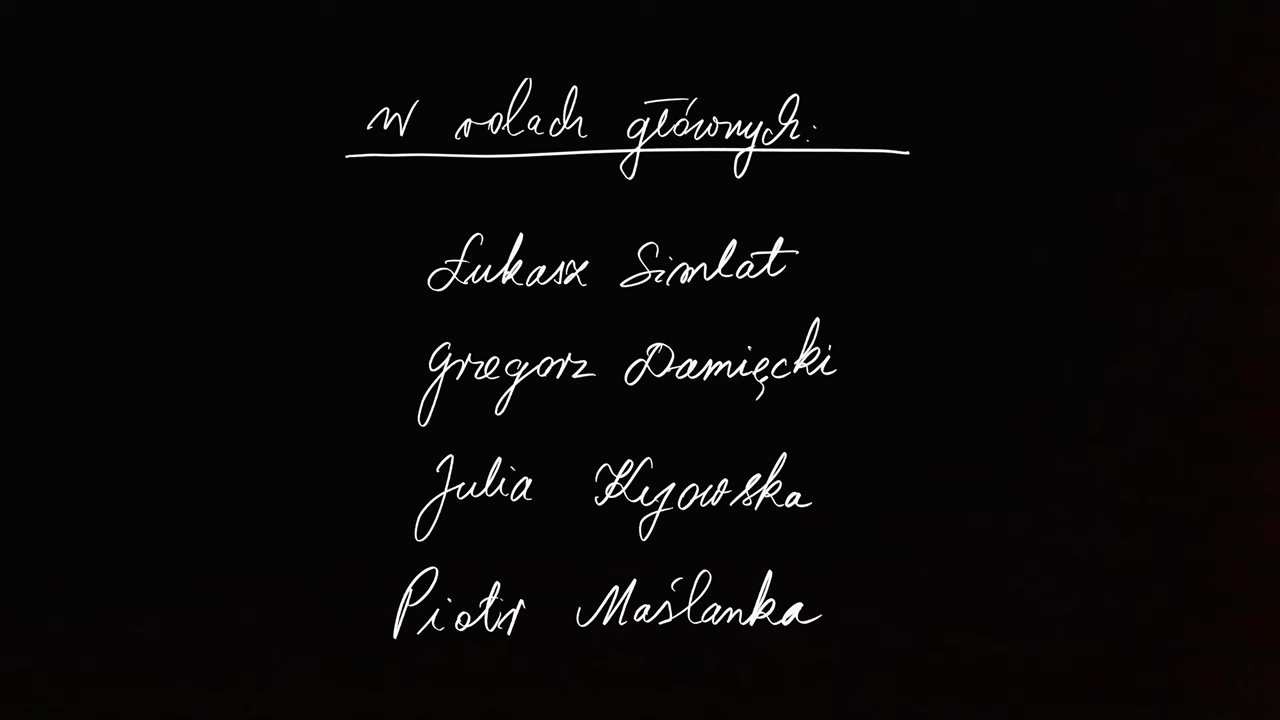 w rolach głównych:
Łukasz Simlat
Grzegorz Damięcki
Julia Kijowska
Piotr Maślanka